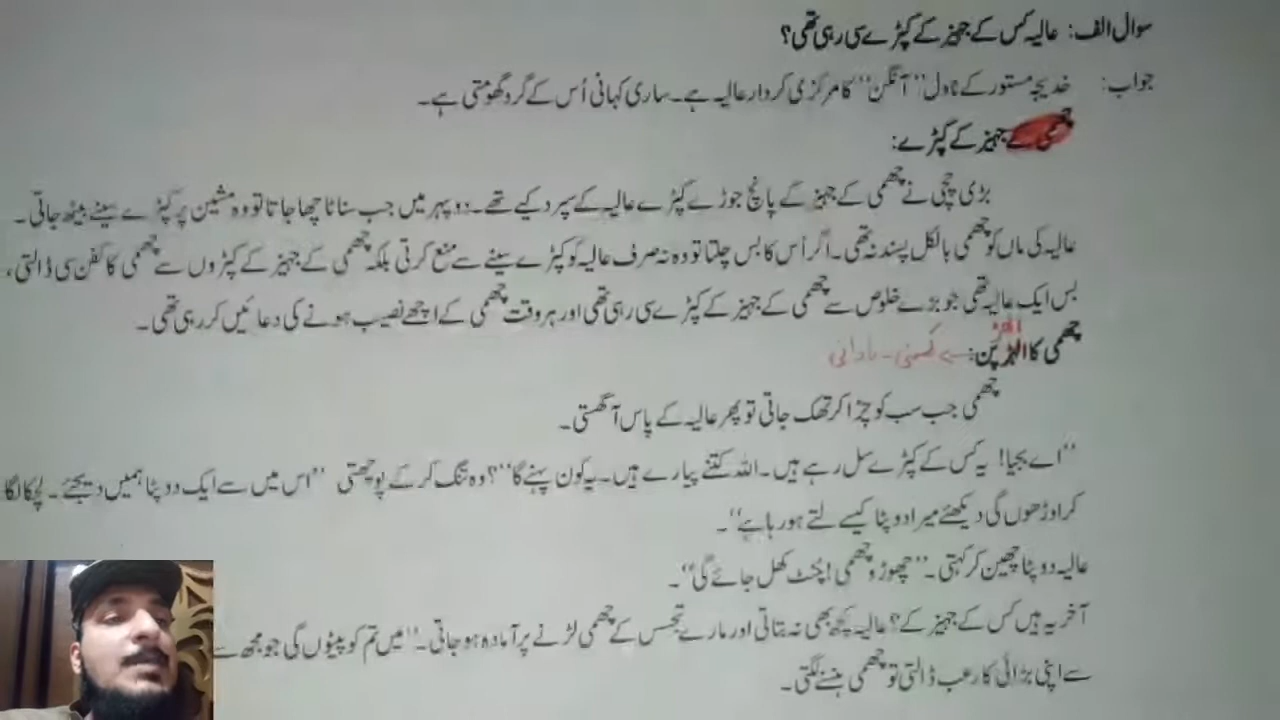 سوال الف: عالیہ کس کے جہیز کے کپڑے سی رہی تھی؟
جواب: خدیجہ مستور کے ناول ”آنگن“ کا مرکزی کردار عالیہ ہے۔ ساری کہانی اُس کے گرد گھومتی ہے۔
چھمی کے جہیز کے کپڑے:
بڑی چچی نے چھمی کے جہیز کے پانچ جوڑے کپڑے عالیہ کے سپرد کیے تھے۔ دوپہر میں جب سناٹا چھا جاتا تو وہ مشین پر کپڑے سینے بیٹھ جاتی۔
عالیہ کی ماں کو چھمی بالکل پسند نہ تھی۔ اگر اُس کا بس چلتا تو وہ نہ صرف عالیہ کو کپڑے سینے سے منع کرتی بلکہ چھمی کے جہیز کے کپڑوں سے چھمی کا کفن سی ڈالتی،
بس ایک عالیہ تھی جو بڑے خلوص سے چھمی کے جہیز کے کپڑے سی رہی تھی اور ہر وقت چھمی کے اچھے نصیب ہونے کی دعائیں کر رہی تھی۔
چھمی کا الہڑ پن: کمسنی ۔ نادانی
چھمی جب سب کو چڑا کر تھک جاتی تو پھر عالیہ کے پاس آ گھستی۔
”اے بجیا! یہ کس کے کپڑے سل رہے ہیں۔ اللہ کتنے پیارے ہیں۔ یہ کون پہنے گا“؟ وہ تنگ کر کے پوچھتی ”اس میں سے ایک دوپٹا ہمیں دیجئے۔ لچکا لگا
کر اوڑھوں گی دیکھئے میرا دوپٹا کیسے لتے ہو رہا ہے“۔
عالیہ دوپٹا چھین کر کہتی۔ ”چھوڑو چھمی! چُنٹ کھل جائے گی“۔
آخر یہ ہیں کس کے جہیز کے؟ عالیہ کچھ بھی نہ بتاتی اور مارے تجسس کے چھمی لڑنے پر آمادہ ہو جاتی۔ ”میں تم کو پیٹوں گی جو مجھ سے
سے اپنی بڑائی کا رعب ڈالتی تو چھمی ہنسنے لگتی۔